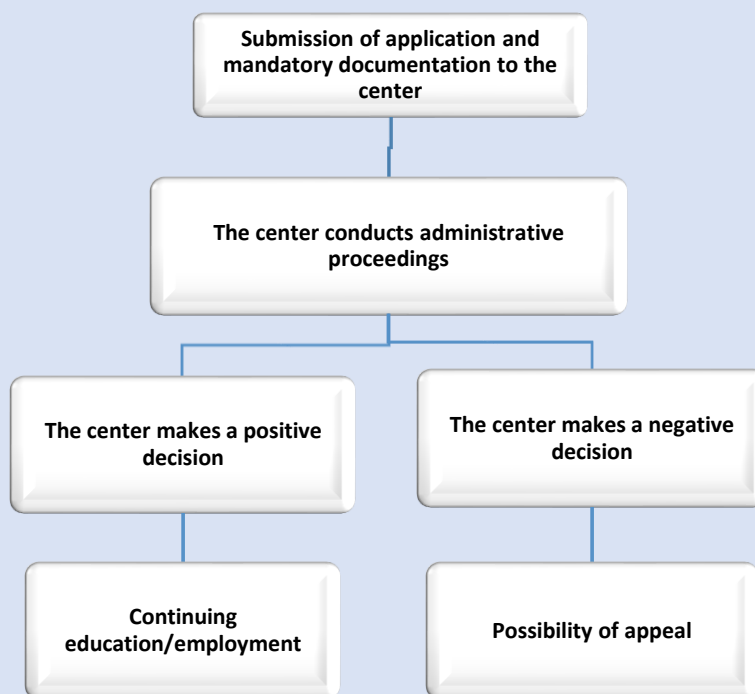 Submission of application and
mandatory documentation to the
center
The center conducts administrative
proceedings
The center makes a positive
decision
The center makes a negative
decision
Continuing
education/employment
Possibility of appeal